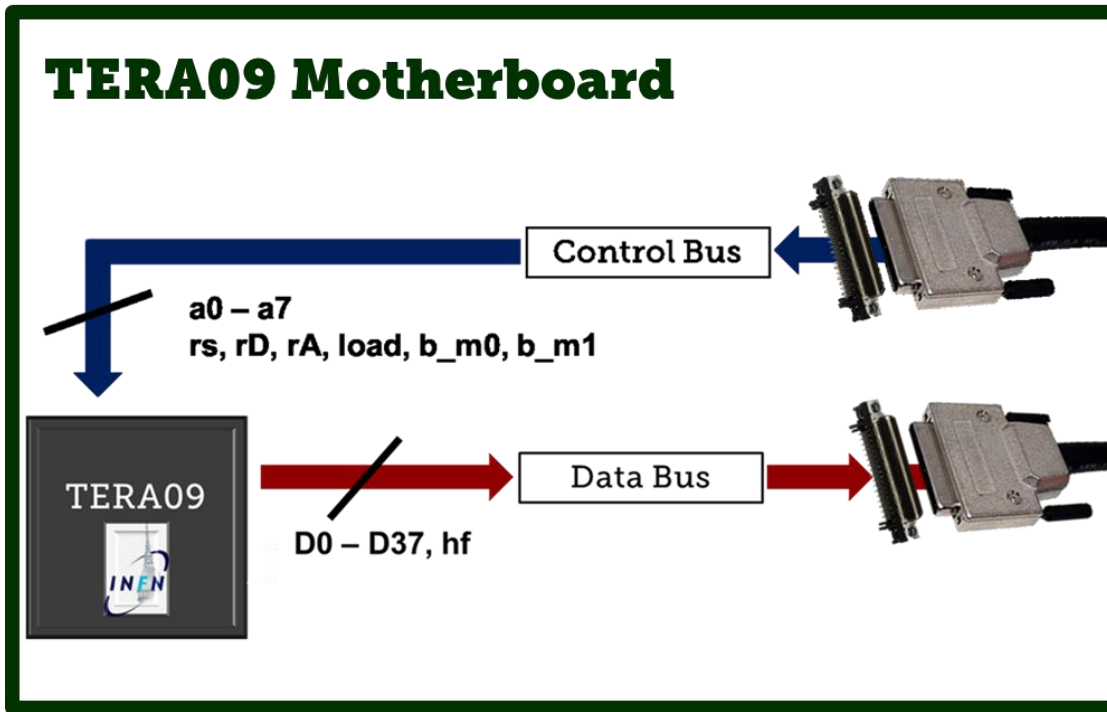 TERA09 Motherboard
Control Bus
a0 – a7
rs, rD, rA, load, b_m0, b_m1
TERA09
INFN
Data Bus
D0 – D37, hf